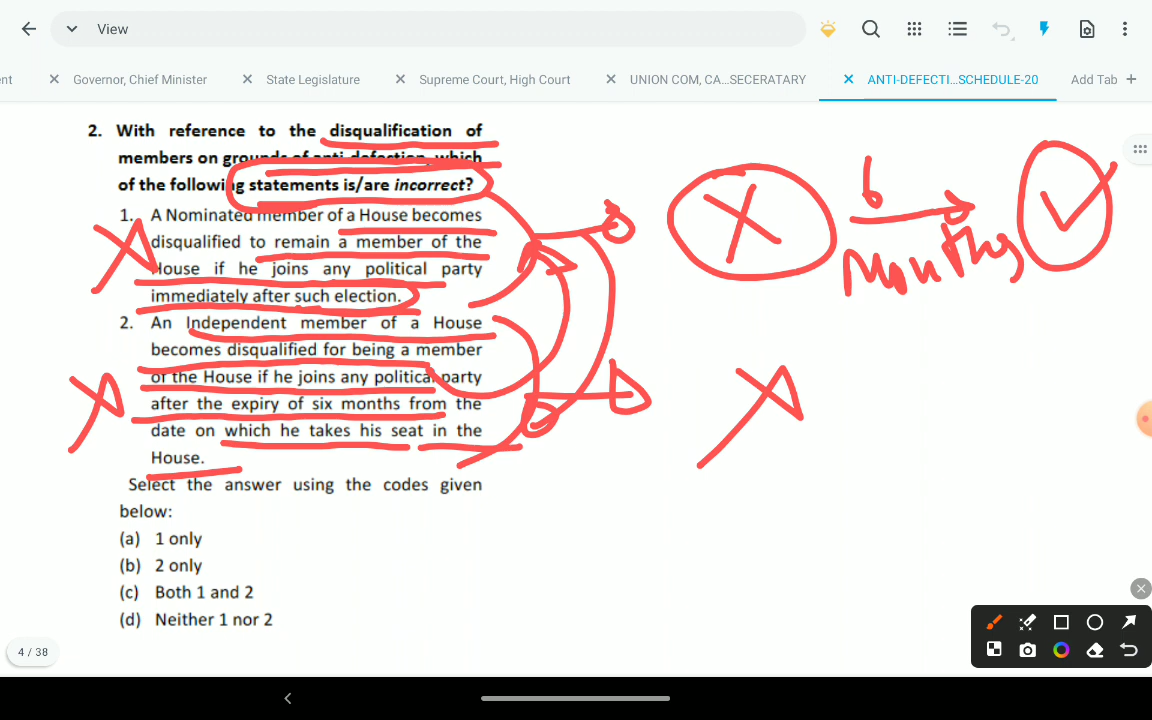 View
nt
Governor, Chief Minister
State Legislature
Supreme Court, High Court
UNION COM, CA...SECERATARY
ANTI-DEFECTI...SCHEDULE-20
Add Tab +
2. With reference to the disqualification of
members on grounds of anti-defection, which
of the following statements is/are incorrect?
1. A Nominated member of a House becomes
disqualified to remain a member of the
House if he joins any political party
immediately after such election.
2. An Independent member of a House
becomes disqualified for being a member
of the House if he joins any political party
after the expiry of six months from the
date on which he takes his seat in the
House.
Select the answer using the codes given
below:
(a) 1 only
(b) 2 only
(c) Both 1 and 2
(d) Neither 1 nor 2
6
Months
4 / 38